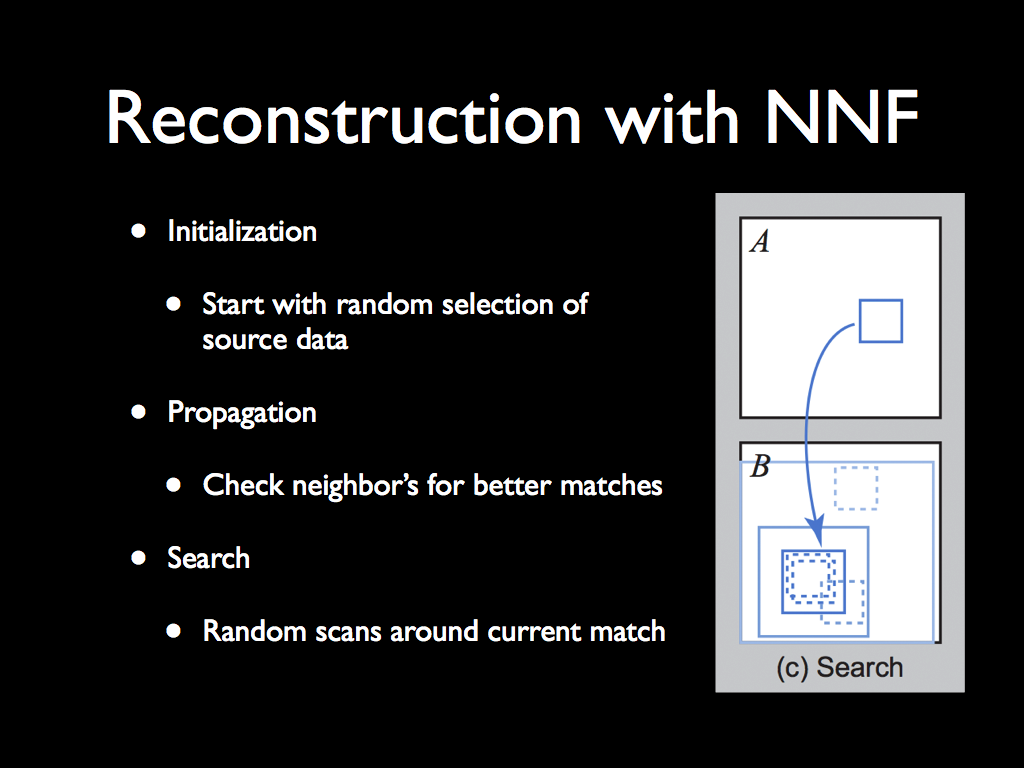 Reconstruction with NNF
• Initialization
• Start with random selection of
source data
• Propagation
• Check neighbor's for better matches
• Search
• Random scans around current match
A
B
(c) Search